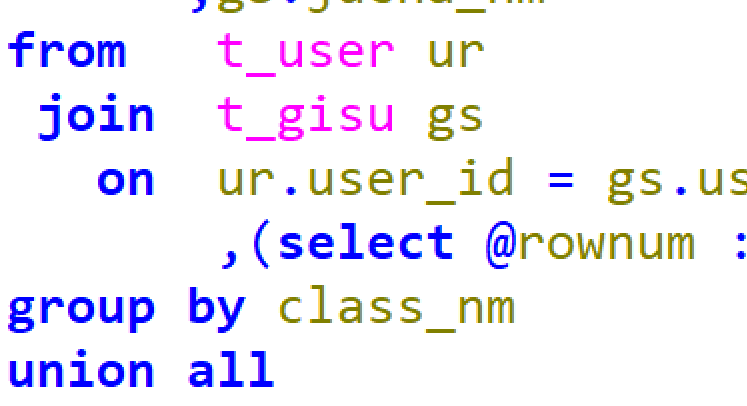 from   t_user ur
 join  t_gisu gs
   on  ur.user_id = gs.us
       ,(select @rownum :
group by class_nm
union all